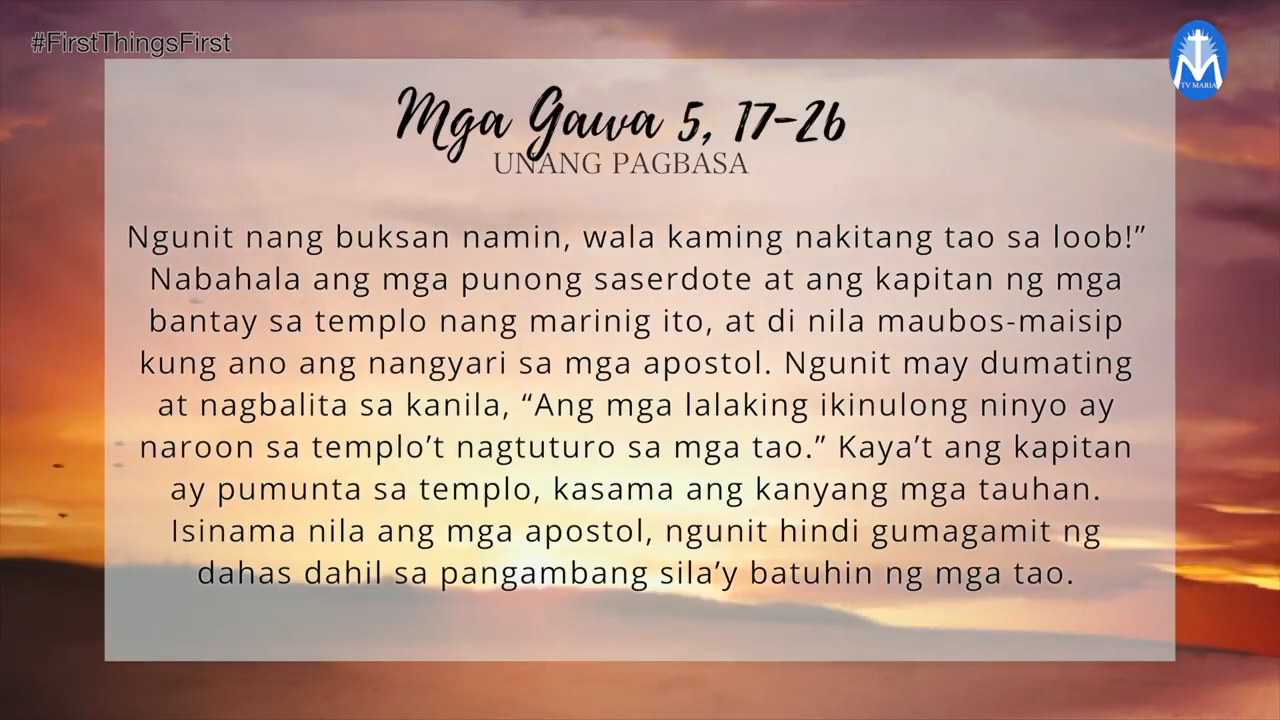 #FirstThingsFirst
TV MARIA
Mga Gawa 5, 17-26
UNANG PAGBASA
Ngunit nang buksan namin, wala kaming nakitang tao sa loob!”
Nabahala ang mga punong saserdote at ang kapitan ng mga
bantay sa templo nang marinig ito, at di nila maubos-maisip
kung ano ang nangyari sa mga apostol. Ngunit may dumating
at nagbalita sa kanila, “Ang mga lalaking ikinulong ninyo ay
naroon sa templo’t nagtuturo sa mga tao.” Kaya’t ang kapitan
ay pumunta sa templo, kasama ang kanyang mga tauhan.
Isinama nila ang mga apostol, ngunit hindi gumagamit ng
dahas dahil sa pangambang sila’y batuhin ng mga tao.